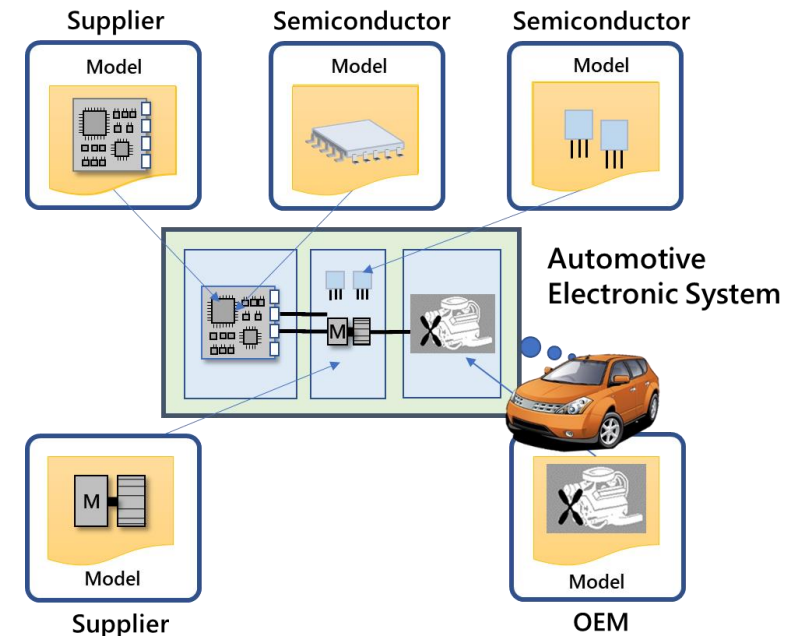 Supplier
Semiconductor
Semiconductor
Model
Model
Model
Automotive
Electronic System
M
M
Model
Model
Supplier
OEM